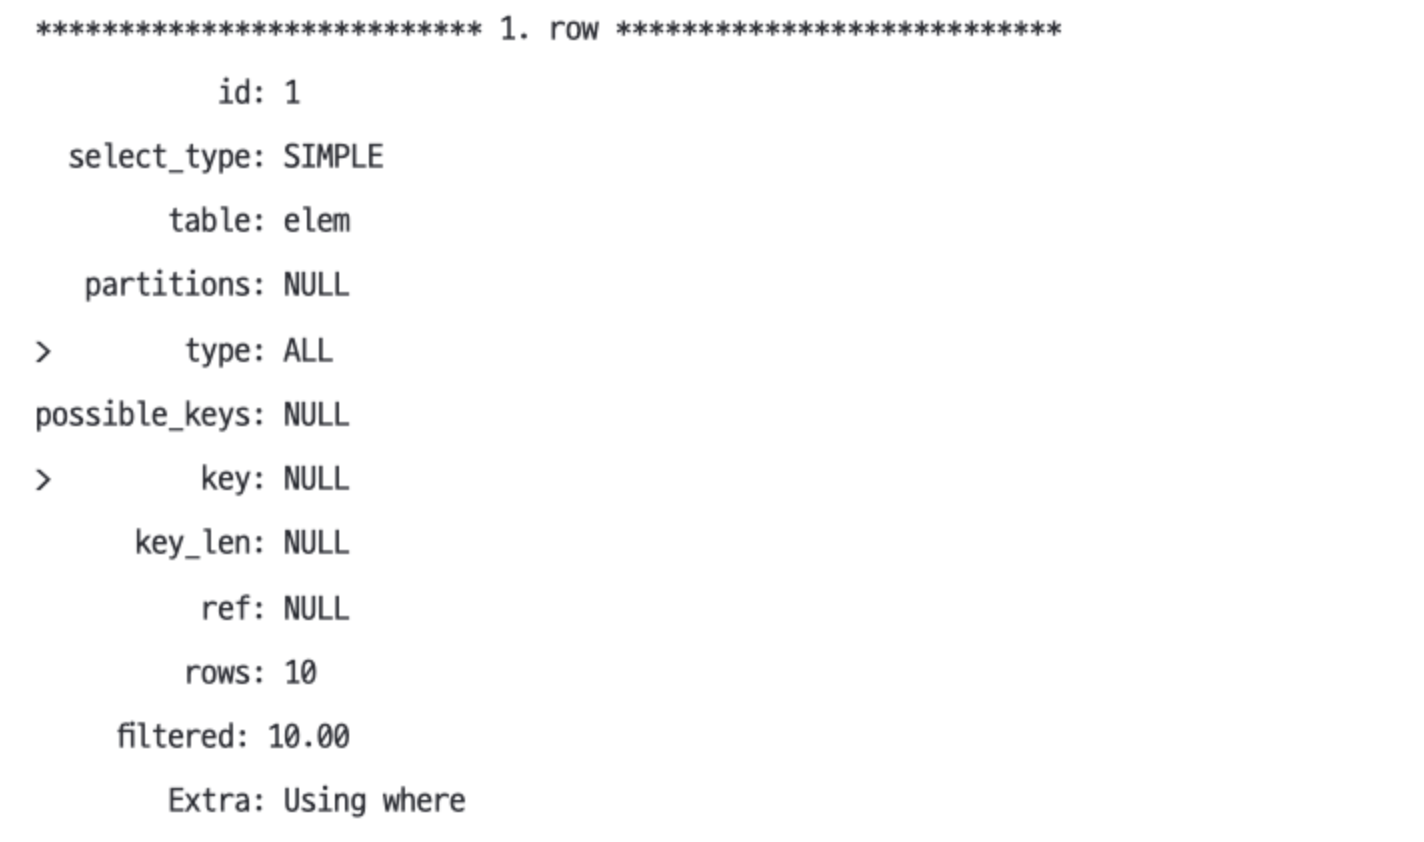 *************************** 1. row ***************************
id: 1
select_type: SIMPLE
table: elem
partitions: NULL
> type: ALL
possible_keys: NULL
> key: NULL
key_len: NULL
ref: NULL
rows: 10
filtered: 10.00
Extra: Using where